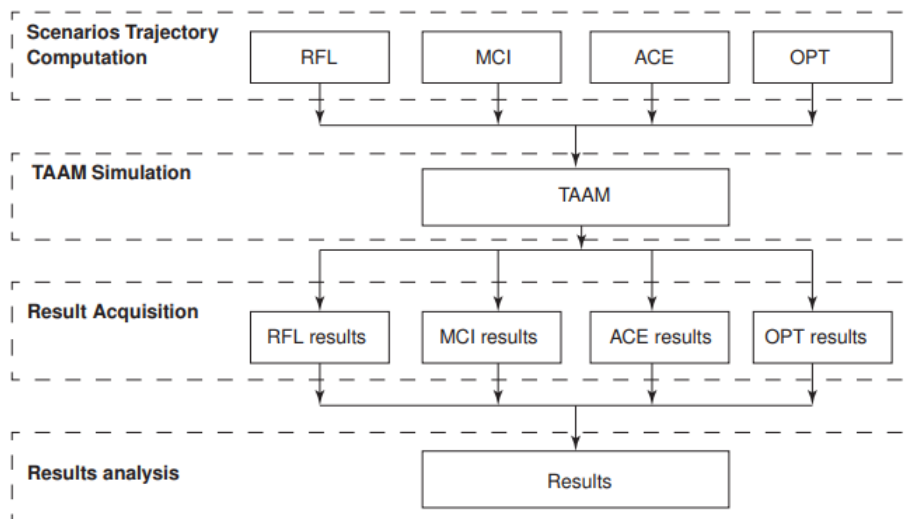 Scenarios Trajectory
Computation
RFL
MCI
ACE
OPT
TAAM Simulation
TAAM
Result Acquisition
RFL results
MCI results
ACE results
OPT results
Results analysis
Results